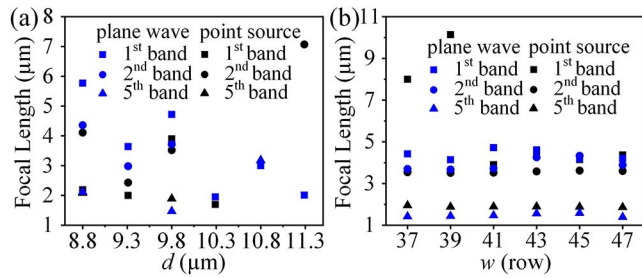 (a)
plane wave point source
1st band 1st band
2nd band 2nd band
5th band 5th band
Focal Length (μm)
8
7
6
5
4
3
2
1
8.8 9.3 9.8 10.3 10.8 11.3
d (μm)
(b)
plane wave point source
1st band 1st band
2nd band 2nd band
5th band 5th band
Focal Length (μm)
11
9
7
5
3
1
37 39 41 43 45 47
w (row)